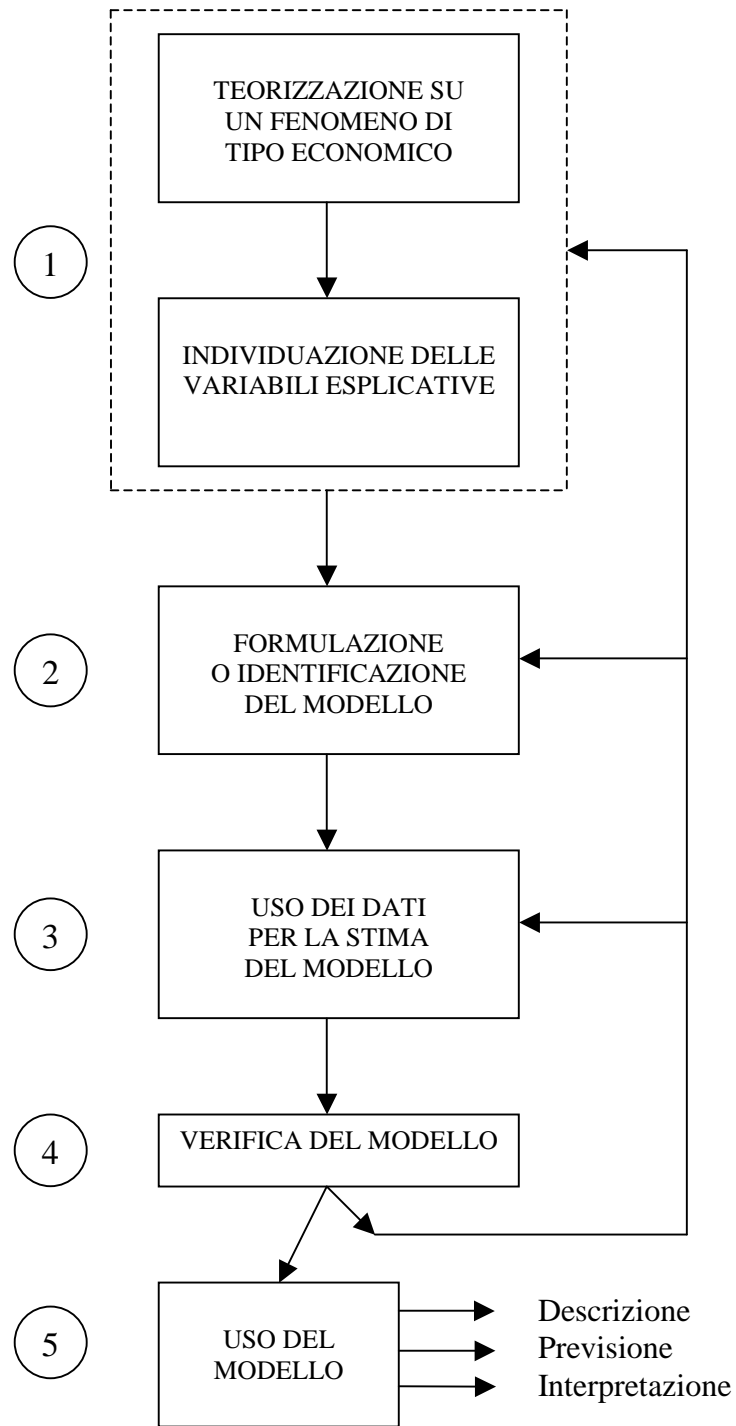 TEORIZZAZIONE SU
UN FENOMENO DI
TIPO ECONOMICO
1
INDIVIDUAZIONE DELLE
VARIABILI ESPLICATIVE
2
FORMULAZIONE
O IDENTIFICAZIONE
DEL MODELLO
3
USO DEI DATI
PER LA STIMA
DEL MODELLO
4
VERIFICA DEL MODELLO
5
USO DEL
MODELLO
Descrizione
Previsione
Interpretazione